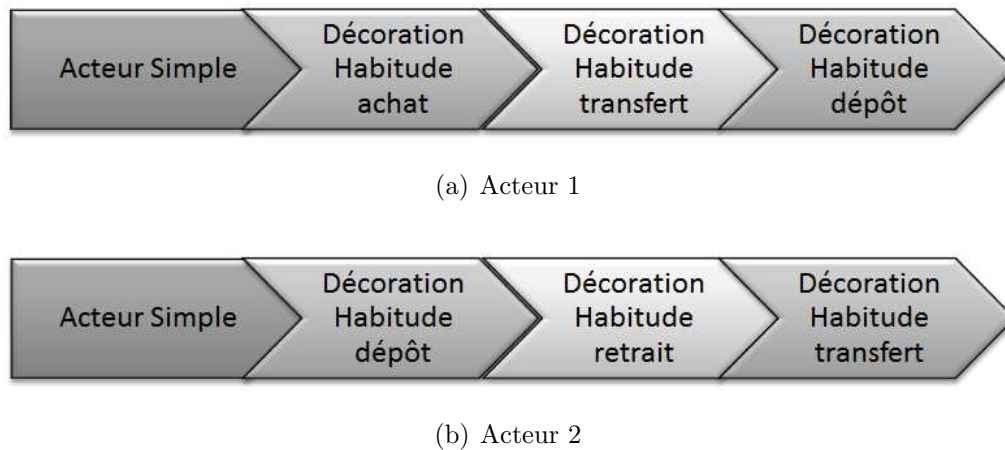 Acteur Simple
Décoration
Habitude
achat
Décoration
Habitude
transfert
Décoration
Habitude
dépôt
(a) Acteur 1
Acteur Simple
Décoration
Habitude
dépôt
Décoration
Habitude
retrait
Décoration
Habitude
transfert
(b) Acteur 2